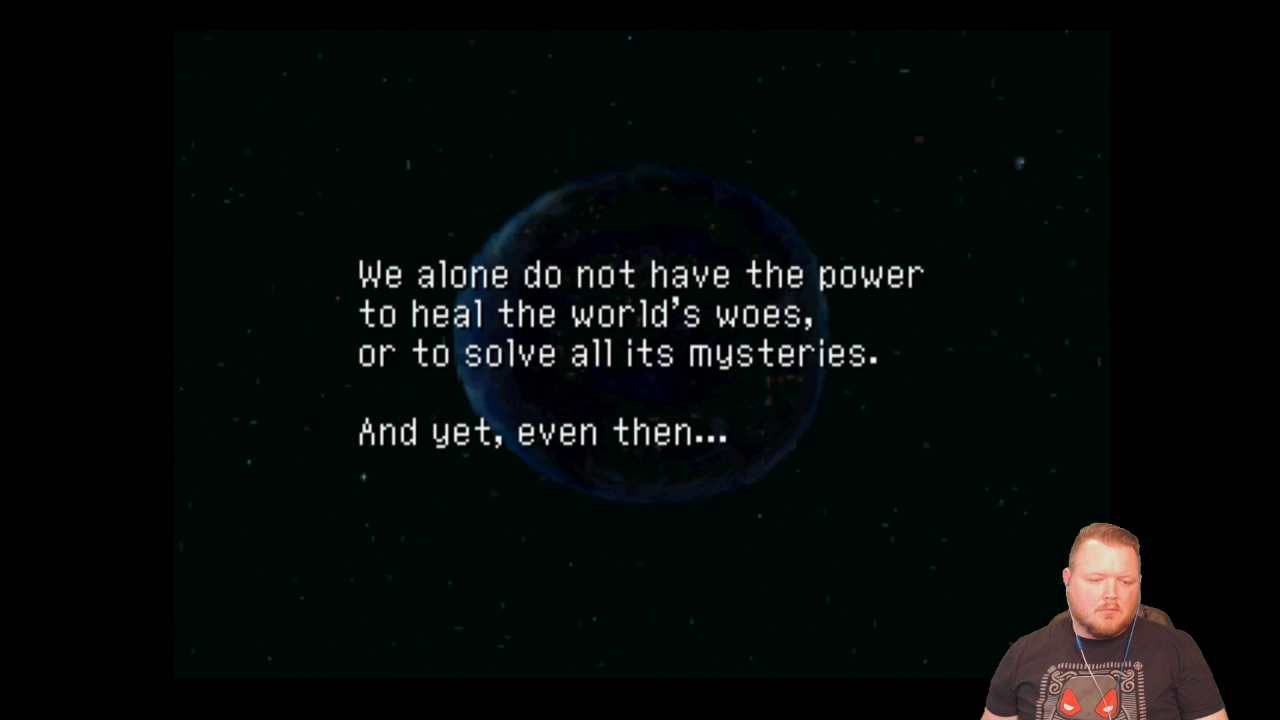 We alone do not have the power
to heal the world's woes,
or to solve all its mysteries.
And yet, even then...